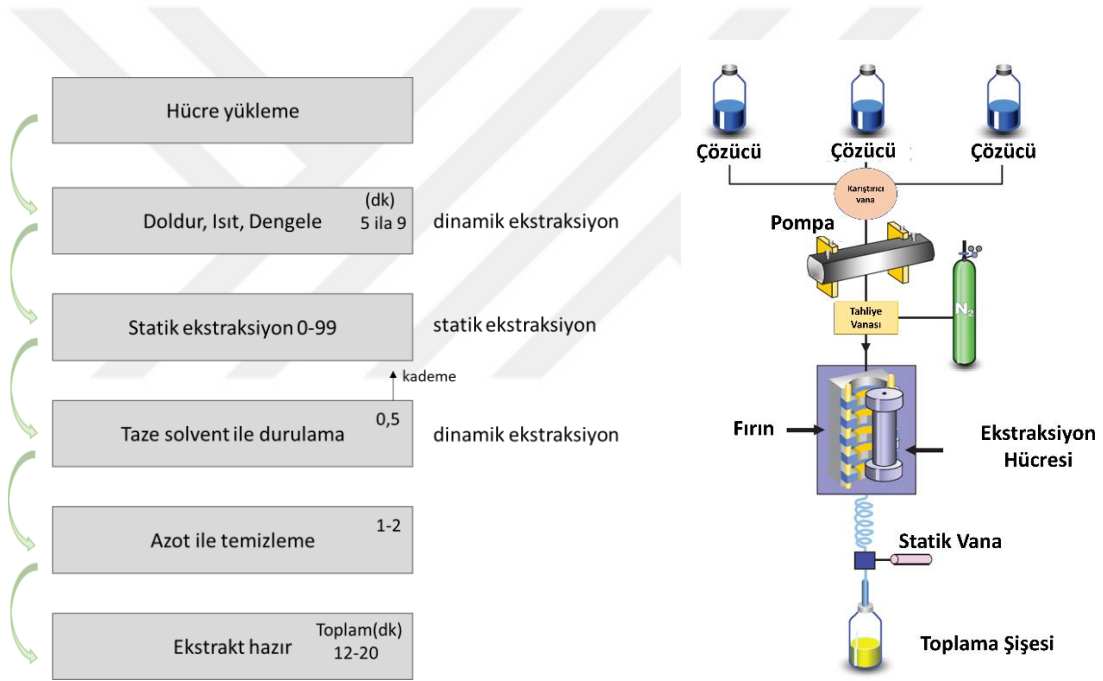 Hücre yükleme
(dk)
Doldur, Isıt, Dengele 5 ila 9
dinamik ekstraksiyon
Statik ekstraksiyon 0-99
statik ekstraksiyon
kademe
0,5
Taze solvent ile durulama
dinamik ekstraksiyon
1-2
Azot ile temizleme
Toplam(dk)
Ekstrakt hazır 12-20
Çözücü
Çözücü
Çözücü
Karıştırıcı
vana
Pompa
Tahliye
Vanası
N2
Fırın
Ekstraksiyon
Hücresi
Statik Vana
Toplama Şişesi